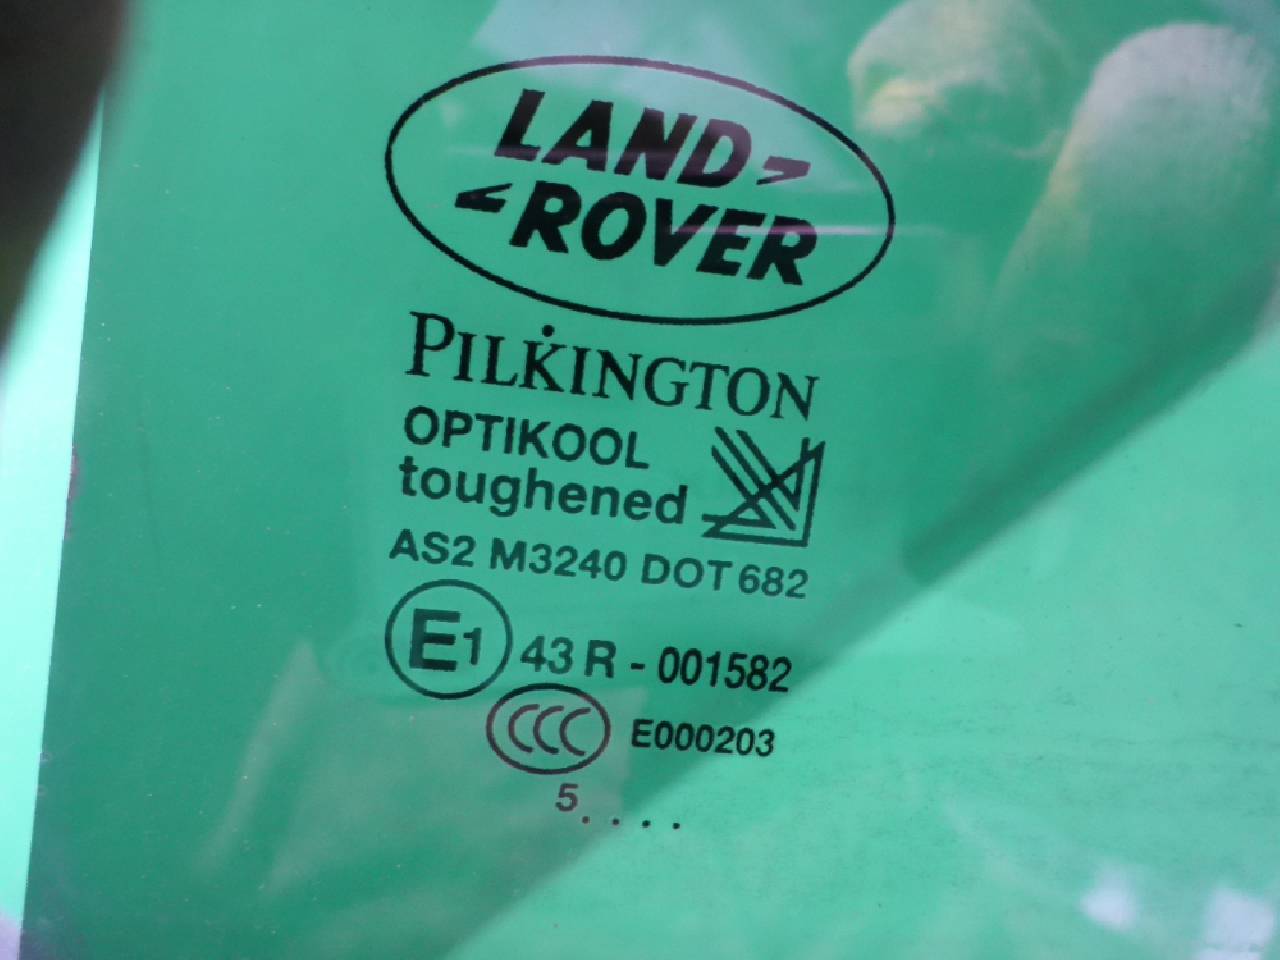 LAND
ROVER
PILKINGTON
OPTIKOOL
toughened
AS2 M3240 DOT 682
E1 43 R - 001582
CCC E000203
5 . . . .